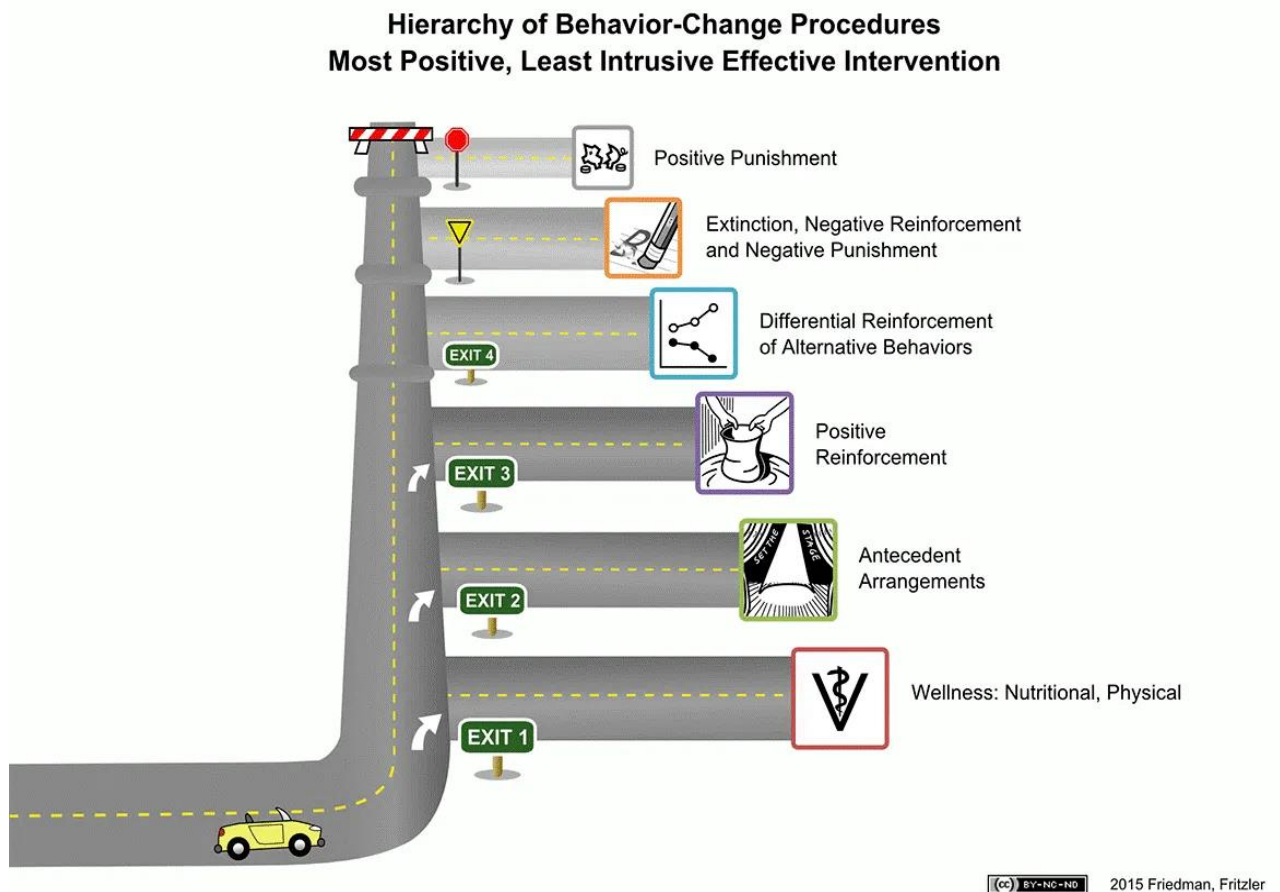 Hierarchy of Behavior-Change Procedures
Most Positive, Least Intrusive Effective Intervention
Positive Punishment
Extinction, Negative Reinforcement
and Negative Punishment
Differential Reinforcement
of Alternative Behaviors
EXIT 4
Positive
Reinforcement
EXIT 3
SET THE STAGE
Antecedent
Arrangements
EXIT 2
Wellness: Nutritional, Physical
V
EXIT 1
(cc) BY-NC-ND
2015 Friedman, Fritzler